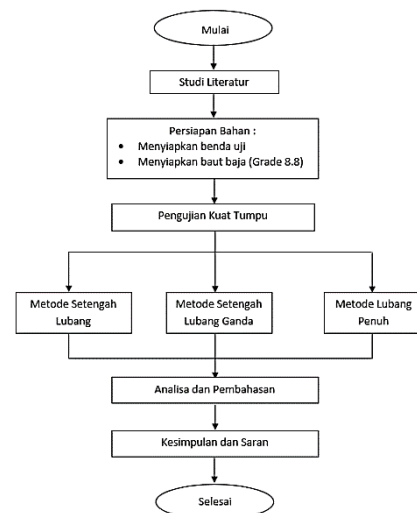 Mulai
Studi Literatur
Persiapan Bahan :
• Menyiapkan benda uji
• Menyiapkan baut baja (Grade 8.8)
Pengujian Kuat Tumpu
Metode Setengah
Lubang
Metode Setengah
Lubang Ganda
Metode Lubang
Penuh
Analisa dan Pembahasan
Kesimpulan dan Saran
Selesai